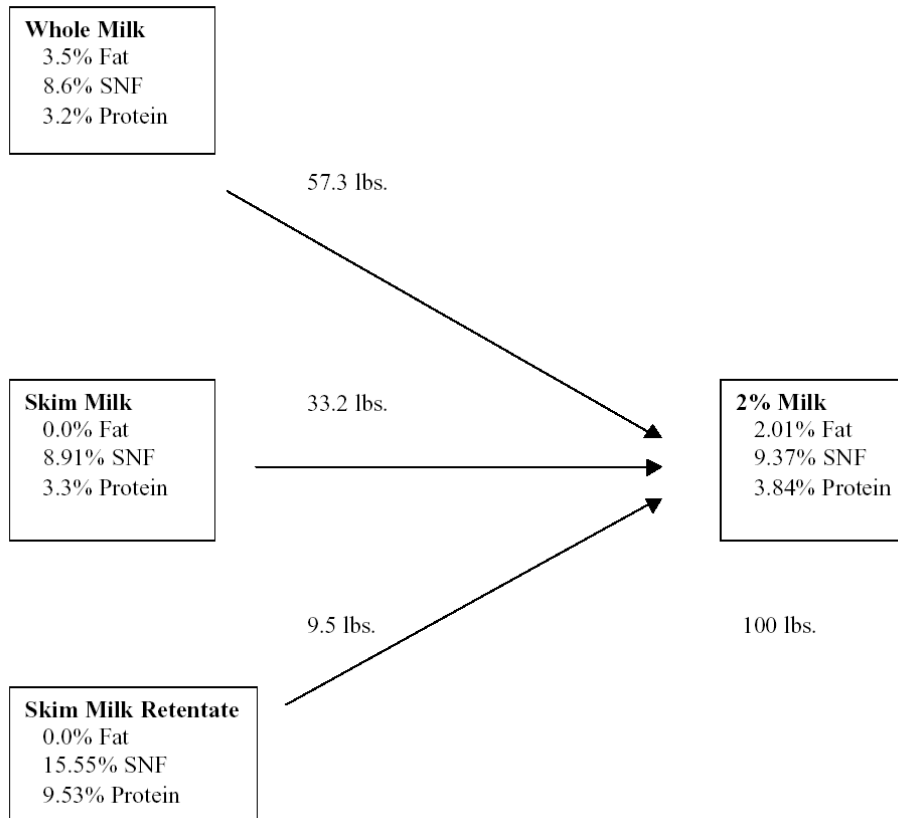 Whole Milk
3.5% Fat
8.6% SNF
3.2% Protein
57.3 lbs.
Skim Milk
0.0% Fat
8.91% SNF
3.3% Protein
33.2 lbs.
2% Milk
2.01% Fat
9.37% SNF
3.84% Protein
9.5 lbs.
100 lbs.
Skim Milk Retentate
0.0% Fat
15.55% SNF
9.53% Protein